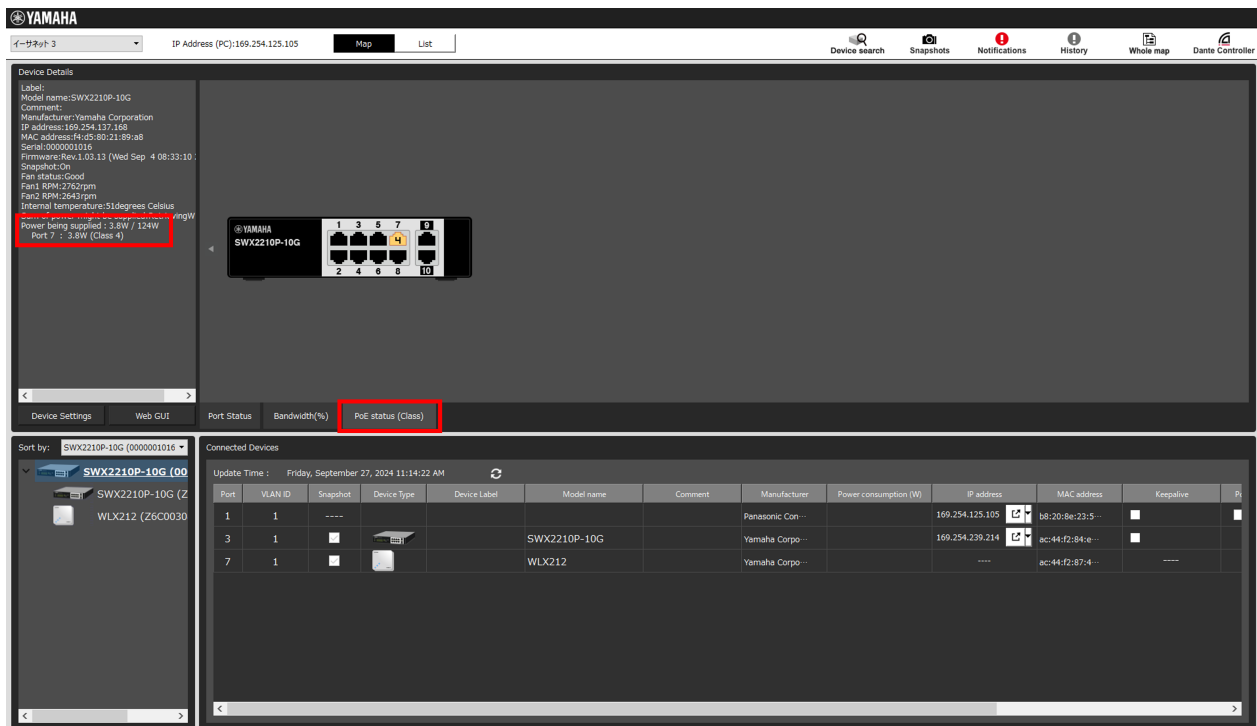 YAMAHA
イーサネット 3
IP Address (PC):169.254.125.105
Map
List
Device search
Snapshots
Notifications
History
Whole map
Dante Controller
Device Details
Label:
Model name:SWX2210P-10G
Comment:
Manufacturer:Yamaha Corporation
IP address:169.254.137.168
MAC address:f4:d5:80:21:89:a8
Serial:0000001016
Firmware:Rev.1.03.13 (Wed Sep 4 08:33:10
Snapshot:On
Fan status:Good
Fan1 RPM:2762rpm
Fan2 RPM:2643rpm
Internal temperature:51degrees Celsius
Power being supplied : 3.8W / 124W
Port 7 : 3.8W (Class 4)
YAMAHA
SWX2210P-10G
1 3 5 7 9
4
2 4 6 8 10
Device Settings
Web GUI
Port Status
Bandwidth(%)
PoE status (Class)
Sort by:
SWX2210P-10G (0000001016
SWX2210P-10G (00
SWX2210P-10G (Z
WLX212 (Z6C0030
Connected Devices
Update Time : Friday, September 27, 2024 11:14:22 AM
Port VLAN ID Snapshot Device Type Device Label Model name Comment Manufacturer Power consumption (W) IP address MAC address Keepalive
1 1 ---- Panasonic Con··· 169.254.125.105 b8:20:8e:23:5···
3 1 SWX2210P-10G Yamaha Corpo··· 169.254.239.214 ac:44:f2:84:e···
7 1 WLX212 Yamaha Corpo··· ---- ac:44:f2:87:4··· ----